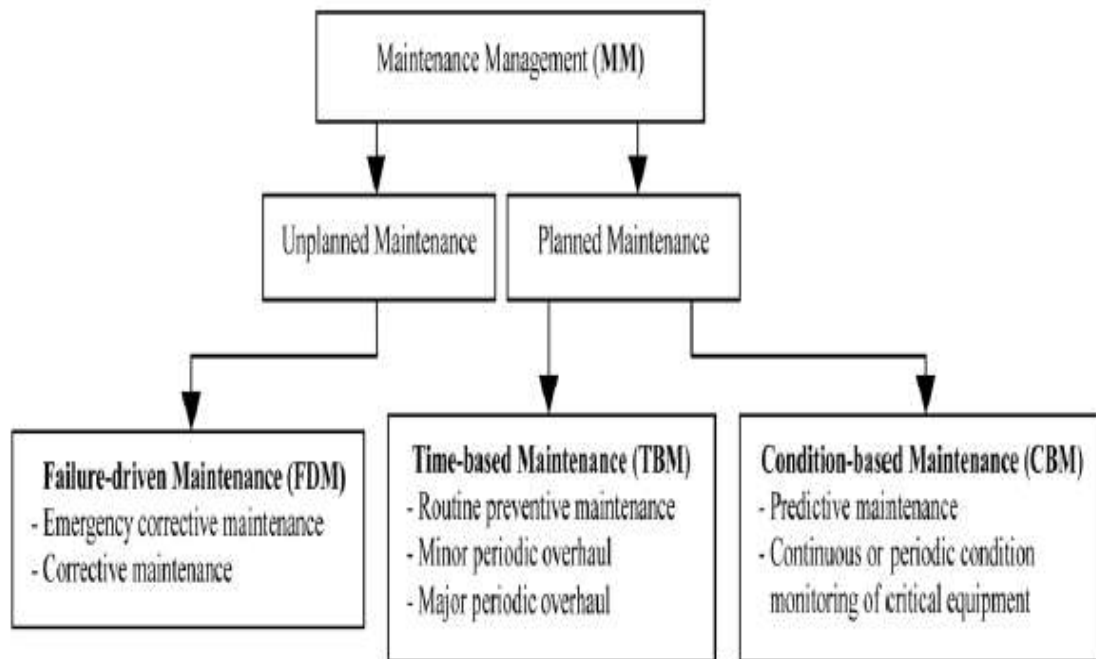 Maintenance Management (MM)
Unplanned Maintenance
Planned Maintenance
Failure-driven Maintenance (FDM)
- Emergency corrective maintenance
- Corrective maintenance
Time-based Maintenance (TBM)
- Routine preventive maintenance
- Minor periodic overhaul
- Major periodic overhaul
Condition-based Maintenance (CBM)
- Predictive maintenance
- Continuous or periodic condition
monitoring of critical equipment